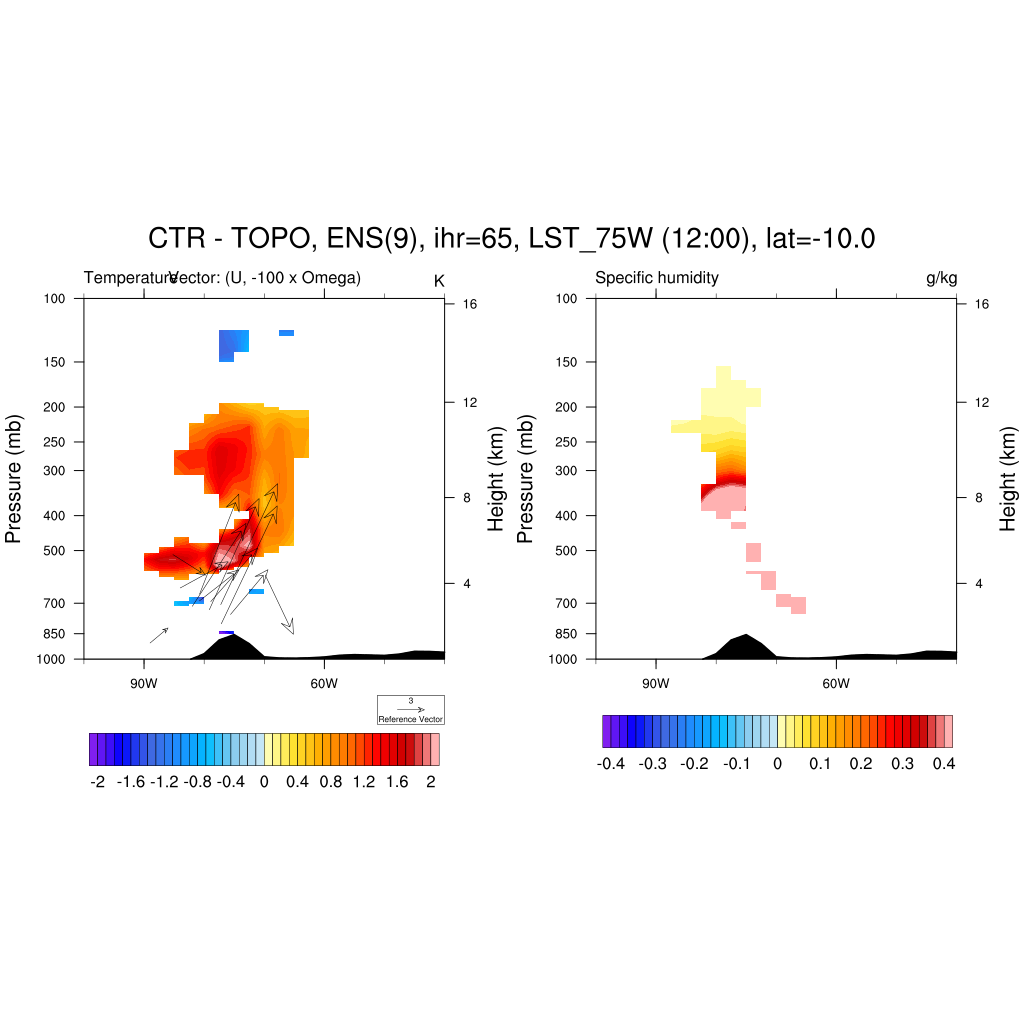 CTR - TOPO, ENS(9), ihr=65, LST_75W (12:00), lat=-10.0
Temperature
Vector: (U, -100 x Omega)
K
100
150
200
250
300
400
500
700
850
1000
Pressure (mb)
16
12
8
4
Height (km)
90W
60W
3
Reference Vector
-2 -1.6 -1.2 -0.8 -0.4 0 0.4 0.8 1.2 1.6 2
Specific humidity
g/kg
100
150
200
250
300
400
500
700
850
1000
Pressure (mb)
16
12
8
4
Height (km)
90W
60W
-0.4 -0.3 -0.2 -0.1 0 0.1 0.2 0.3 0.4